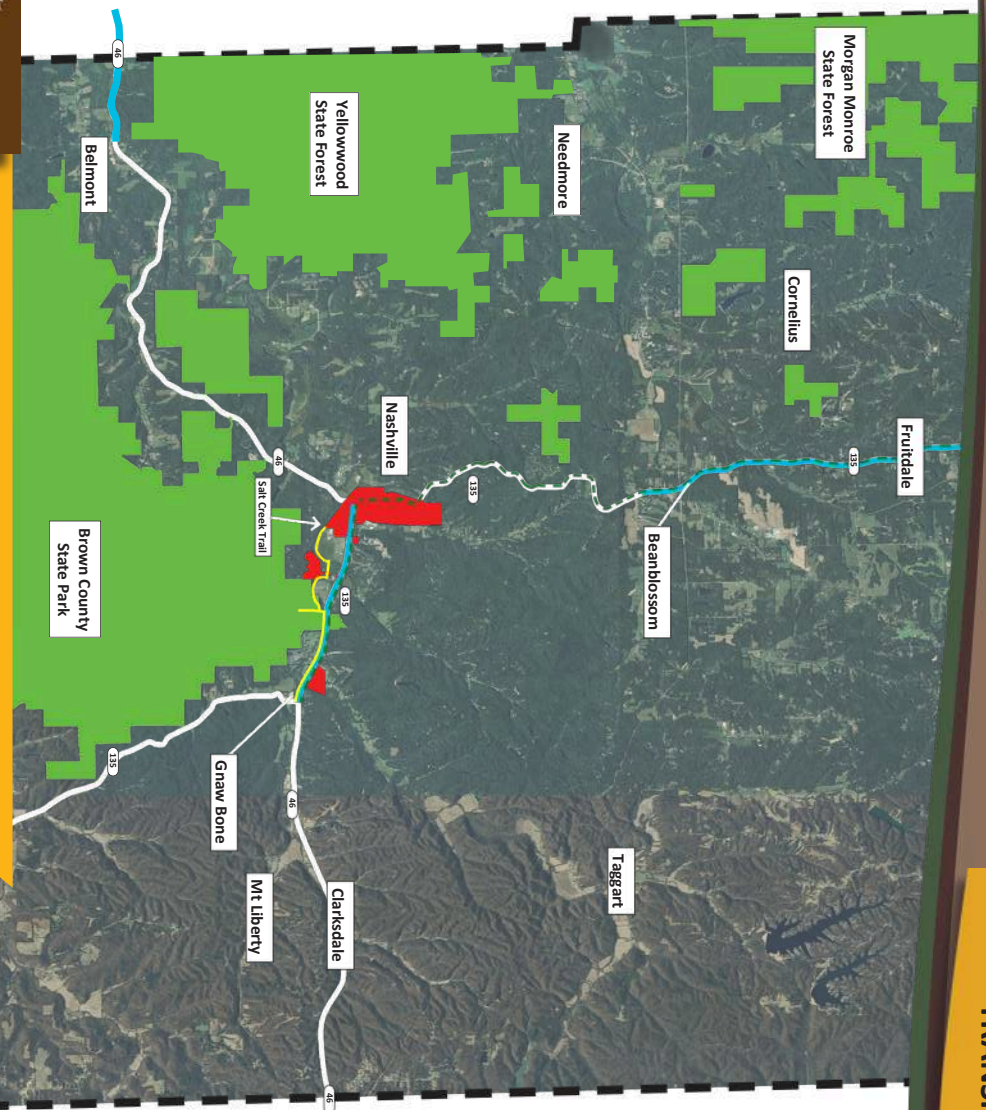 Fruitdale
135
Morgan Monroe
State Forest
Cornelius
Beanblossom
Taggart
Needmore
135
Nashville
135
Clarksdale
Yellowwood
State Forest
46
46
46
Salt Creek Trail
Mt Liberty
Gnaw Bone
46
135
Belmont
Brown County
State Park